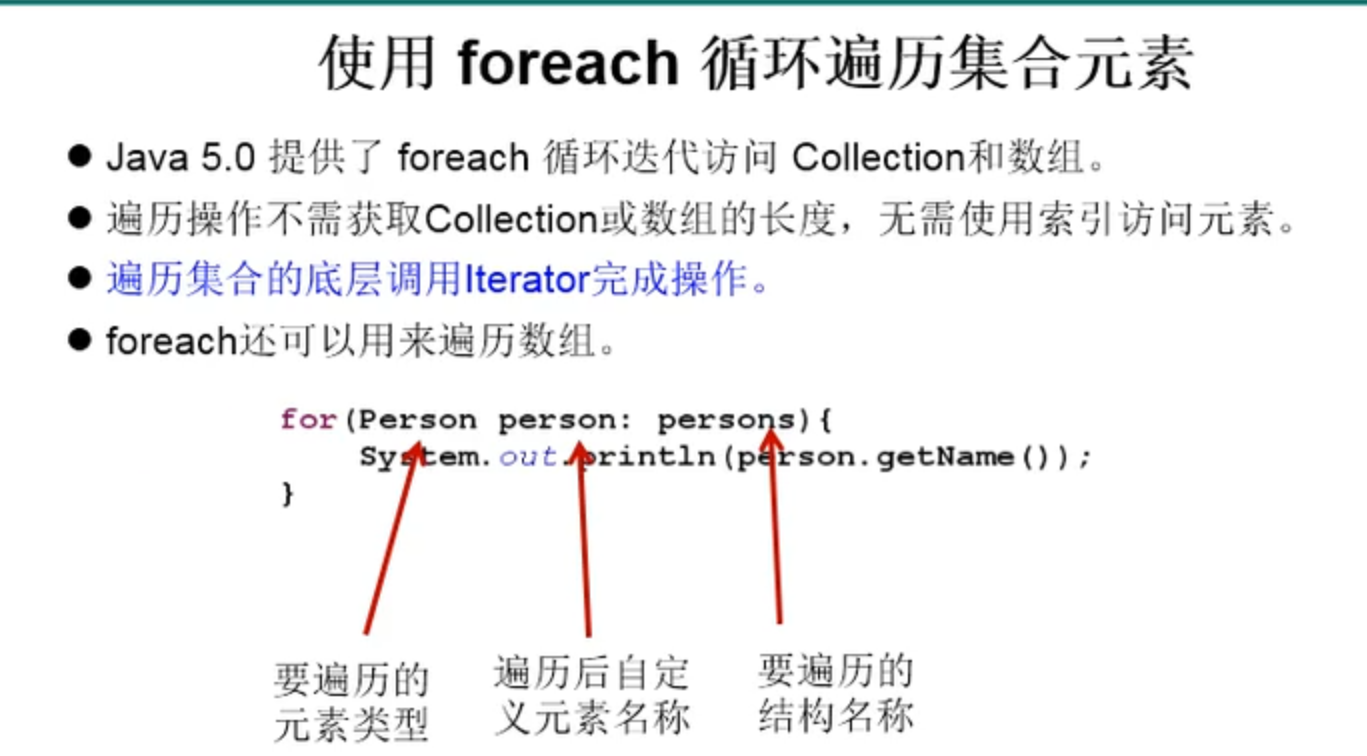 使用 foreach 循环遍历集合元素
● Java 5.0 提供了 foreach 循环迭代访问 Collection和数组。
● 遍历操作不需获取Collection或数组的长度，无需使用索引访问元素。
● 遍历集合的底层调用Iterator完成操作。
● foreach还可以用来遍历数组。
for(Person person: persons){
System.out.println(person.getName());
}
要遍历的
元素类型
遍历后自定
义元素名称
要遍历的
结构名称